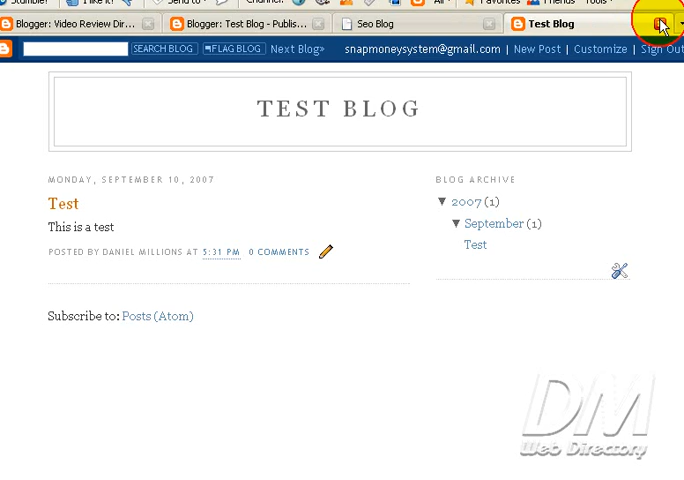 Stumble! I like it! Send to Channel: All Favorites Friends Tools
Blogger: Video Review Dir... Blogger: Test Blog - Publis... Seo Blog Test Blog
SEARCH BLOG FLAG BLOG Next Blog» snapmoneysystem@gmail.com | New Post | Customize | Sign Out
TEST BLOG
MONDAY, SEPTEMBER 10, 2007
Test
This is a test
POSTED BY DANIEL MILLIONS AT 5:31 PM 0 COMMENTS
Subscribe to: Posts (Atom)
BLOG ARCHIVE
▼ 2007 (1)
▼ September (1)
Test
DM
Web Directory